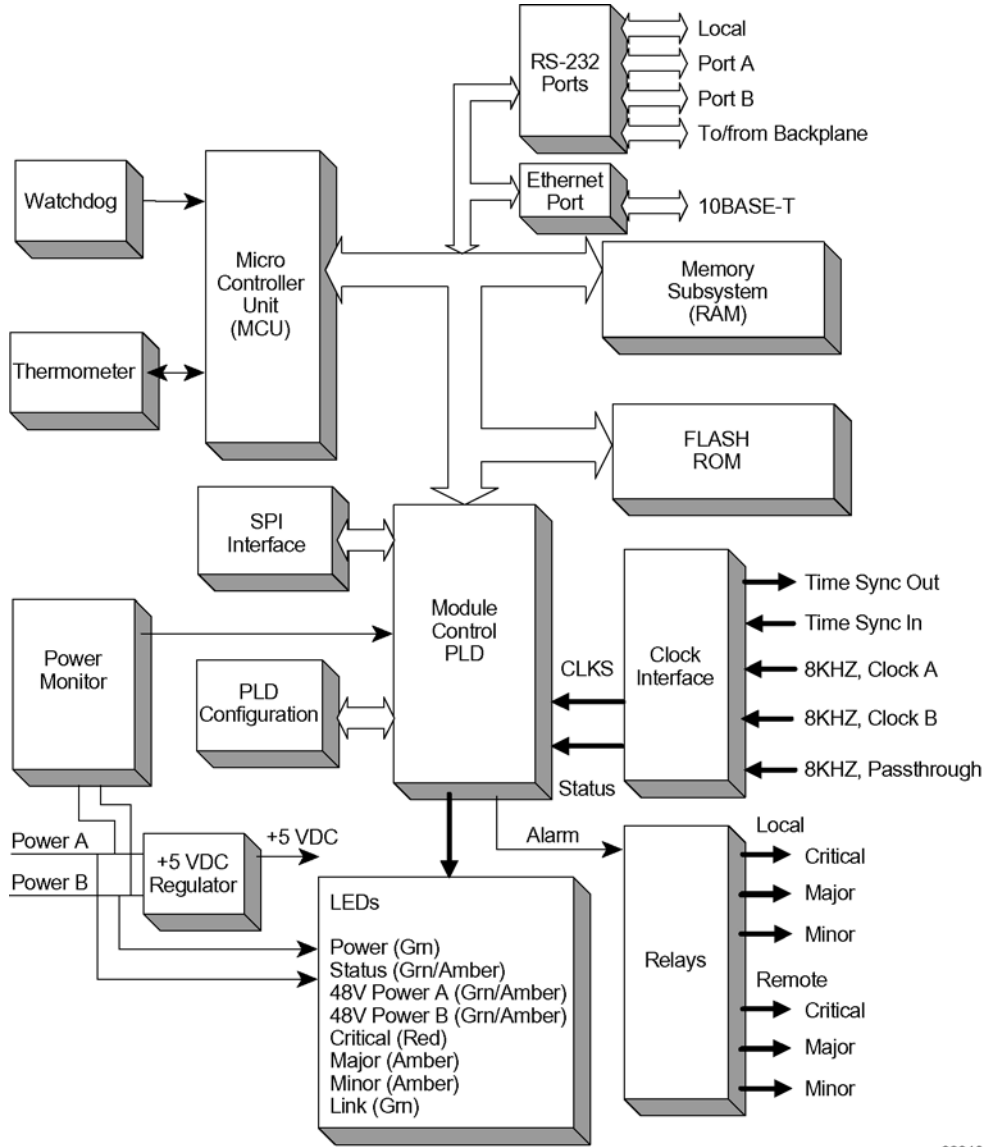 RS-232
Ports
Local
Port A
Port B
To/from Backplane
Ethernet
Port
10BASE-T
Watchdog
Micro
Controller
Unit
(MCU)
Memory
Subsystem
(RAM)
Thermometer
FLASH
ROM
SPI
Interface
Module
Control
PLD
Power
Monitor
PLD
Configuration
CLKS
Status
Clock
Interface
Time Sync Out
Time Sync In
8KHZ, Clock A
8KHZ, Clock B
8KHZ, Passthrough
Power A
Power B
+5 VDC
Regulator
+5 VDC
Alarm
LEDs
Power (Grn)
Status (Grn/Amber)
48V Power A (Grn/Amber)
48V Power B (Grn/Amber)
Critical (Red)
Major (Amber)
Minor (Amber)
Link (Grn)
Relays
Local
Critical
Major
Minor
Remote
Critical
Major
Minor